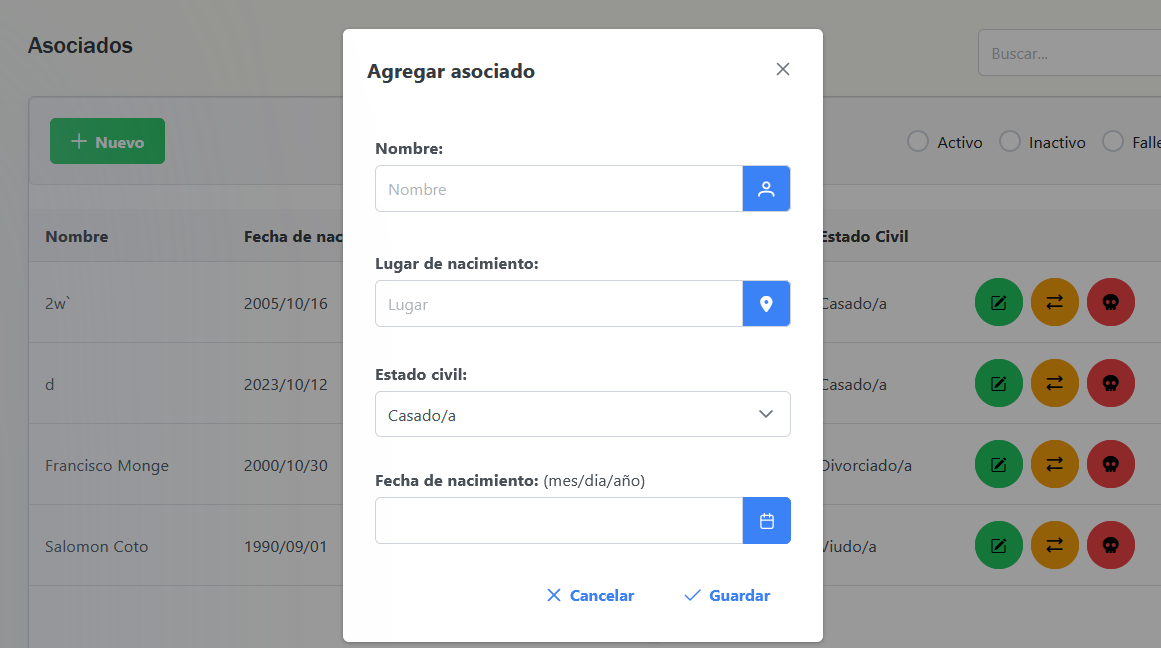 Asociados
Buscar...
Agregar asociado
Nuevo
Activo
Inactivo
Falle
Nombre:
Nombre
Nombre
Fecha de nac
Estado Civil
Lugar de nacimiento:
Lugar
2w`
2005/10/16
Casado/a
Estado civil:
Casado/a
d
2023/10/12
Casado/a
Francisco Monge
2000/10/30
Divorciado/a
Fecha de nacimiento: (mes/dia/año)
Salomon Coto
1990/09/01
Viudo/a
Cancelar
Guardar